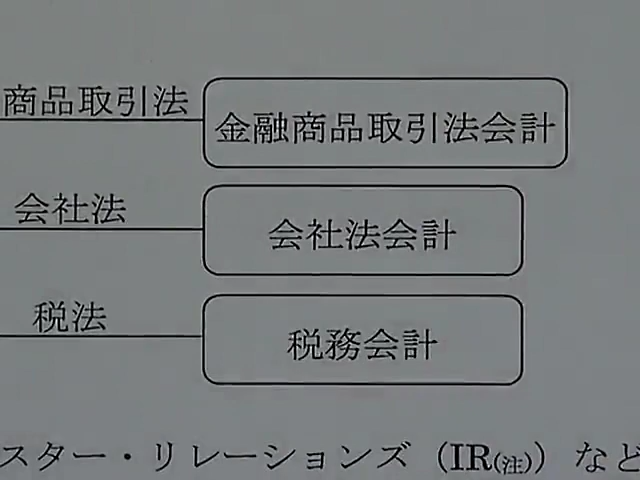 商品取引法
金融商品取引法会計
会社法
会社法会計
税法
税務会計
スター・リレーションズ（IR(注)）など